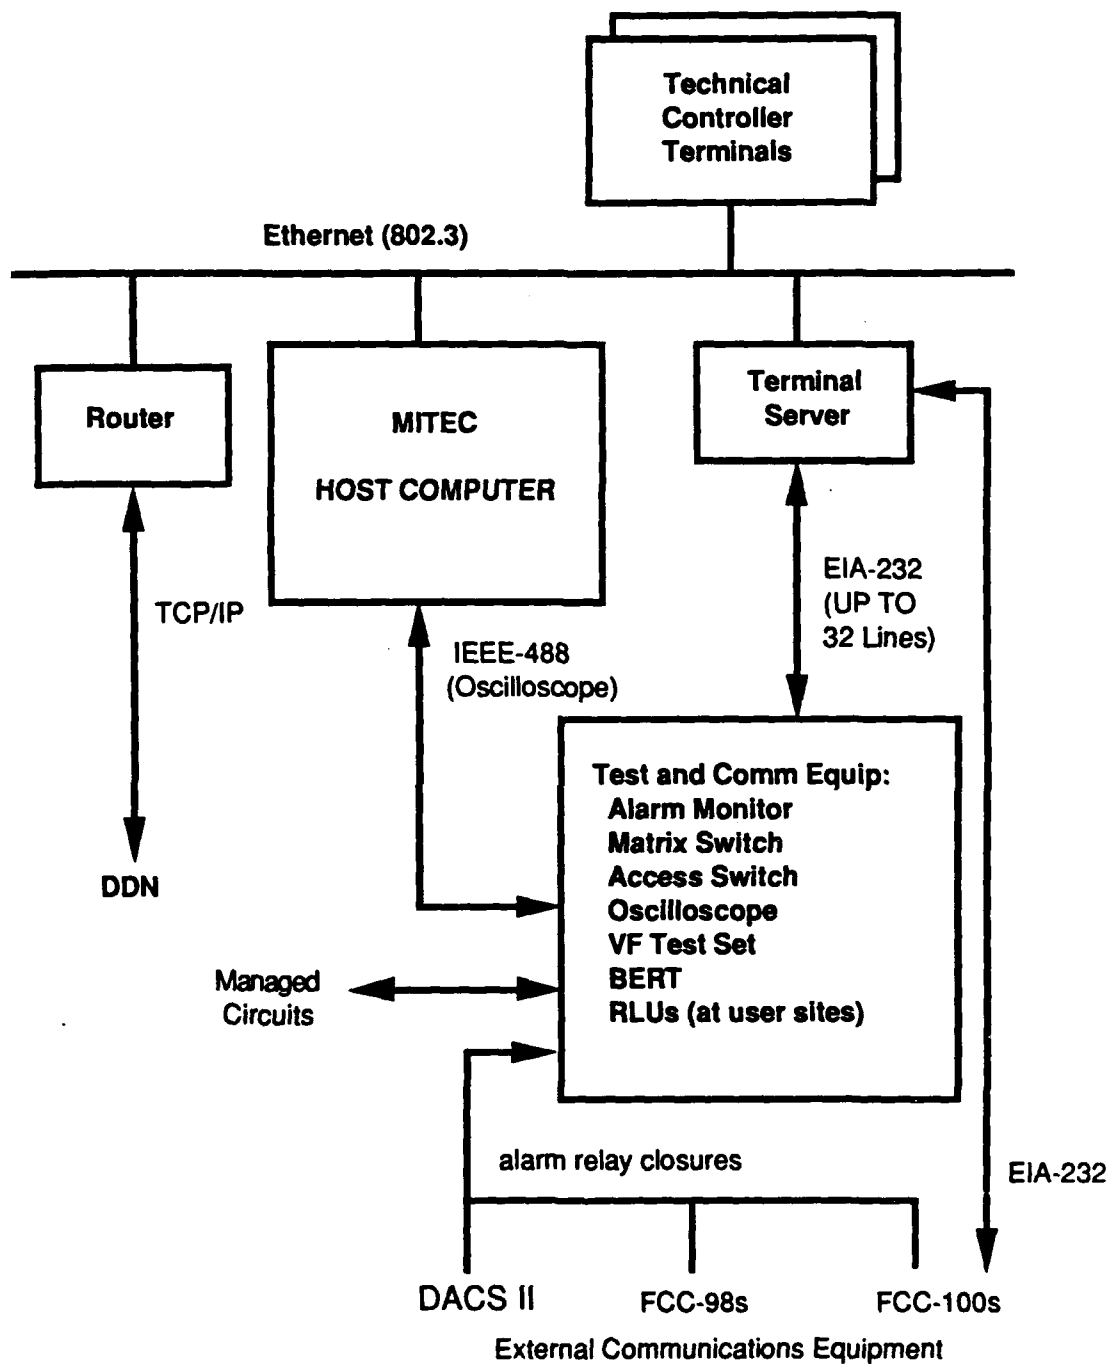 Technical
Controller
Terminals
Ethernet (802.3)
Router
MITEC
HOST COMPUTER
Terminal
Server
TCP/IP
IEEE-488
(Oscilloscope)
EIA-232
(UP TO
32 Lines)
DDN
Test and Comm Equip:
Alarm Monitor
Matrix Switch
Access Switch
Oscilloscope
VF Test Set
BERT
RLUs (at user sites)
Managed
Circuits
alarm relay closures
EIA-232
DACS II
FCC-98s
FCC-100s
External Communications Equipment